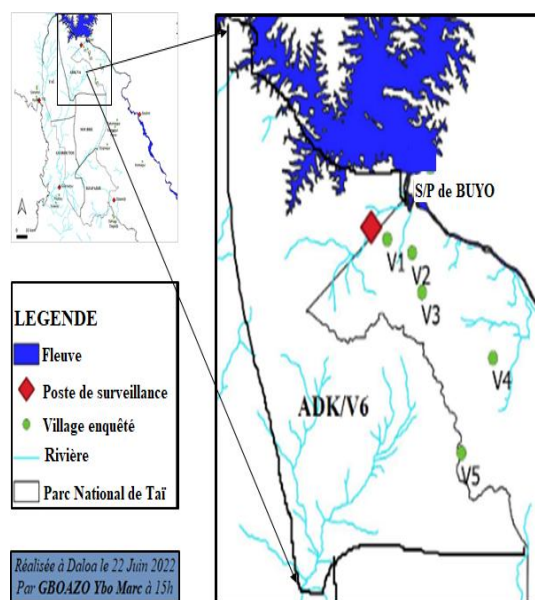 S/P de BUYO
V1
V2
V3
V4
ADK/V6
V5
LEGENDE
Fleuve
Poste de surveillance
Village enquêté
Rivière
Parc National de Taï
Réalisée à Daloa le 22 Juin 2022
Par GBOAZO Ybo Marc à 15h